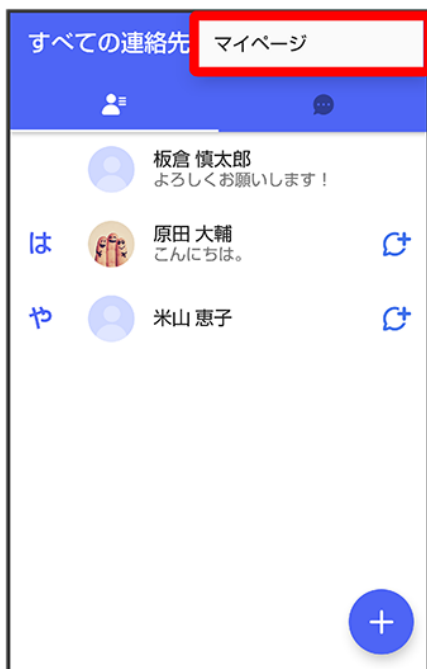 すべての連絡先
マイページ
板倉 慎太郎
よろしくお願いします！
は
原田 大輔
こんにちは。
や
米山 恵子